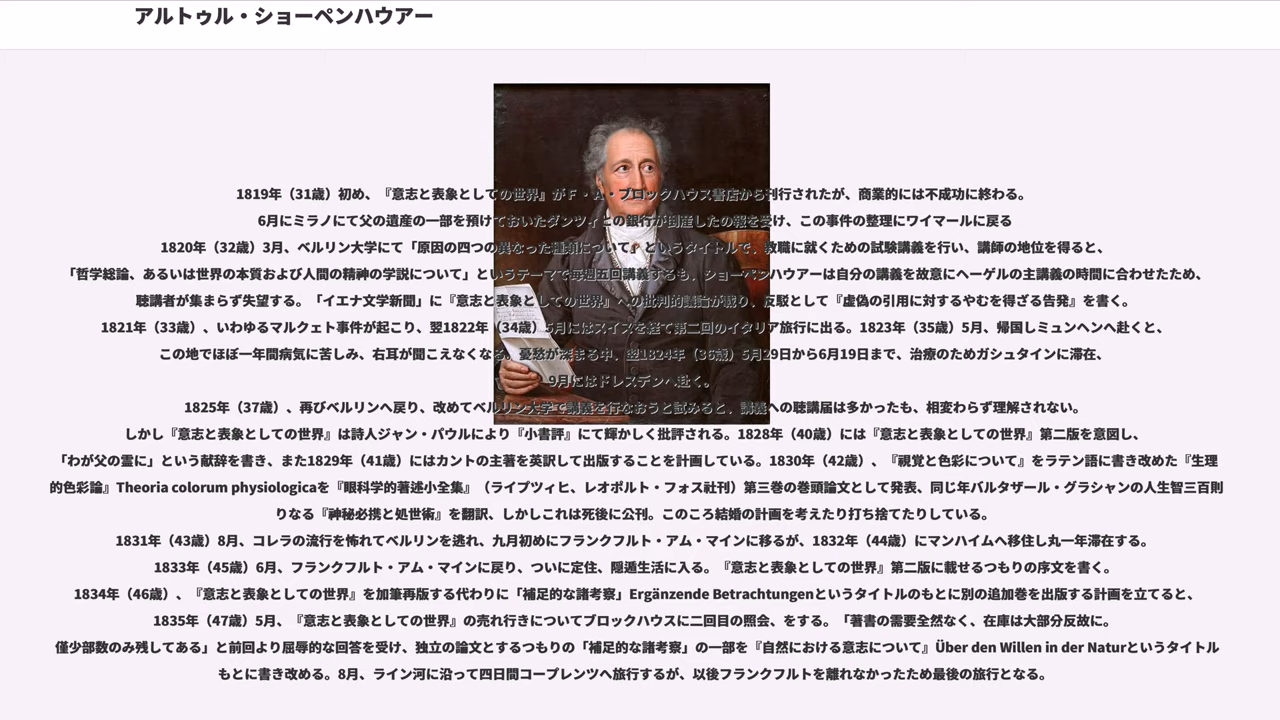 アルトゥル・ショーペンハウアー
1819年（31歳）初め、『意志と表象としての世界』がＦ・Ａ・ブロックハウス書店から刊行されたが、商業的には不成功に終わる。
6月にミラノにて父の遺産の一部を預けておいたダンツィヒの銀行が倒産したの報を受け、この事件の整理にワイマールに戻る
1820年（32歳）3月、ベルリン大学にて「原因の四つの異なった種類について」というタイトルで、教職に就くための試験講義を行い、講師の地位を得ると、
「哲学総論、あるいは世界の本質および人間の精神の学説について」というテーマで毎週五回講義するも、ショーペンハウアーは自分の講義を故意にヘーゲルの主講義の時間に合わせたため、
聴講者が集まらず失望する。「イエナ文学新聞」に『意志と表象としての世界』への批判的議論が載り、反駁として『虚偽の引用に対するやむを得ざる告発』を書く。
1821年（33歳）、いわゆるマルクェト事件が起こり、翌1822年（34歳）5月にはスイスを経て第二回のイタリア旅行に出る。1823年（35歳）5月、帰国しミュンヘンへ赴くと、
この地でほぼ一年間病気に苦しみ、右耳が聞こえなくなる。憂愁が深まる中、翌1824年（36歳）5月29日から6月19日まで、治療のためガシュタインに滞在、
9月にはドレスデンへ赴く。
1825年（37歳）、再びベルリンへ戻り、改めてベルリン大学で講義を行なおうと試みると、講義への聴講届は多かったも、相変わらず理解されない。
しかし『意志と表象としての世界』は詩人ジャン・パウルにより『小書評』にて輝かしく批評される。1828年（40歳）には『意志と表象としての世界』第二版を意図し、
「わが父の霊に」という献辞を書き、また1829年（41歳）にはカントの主著を英訳して出版することを計画している。1830年（42歳）、『視覚と色彩について』をラテン語に書き改めた『生理
的色彩論』Theoria colorum physiologicaを『眼科学的著述小全集』（ライプツィヒ、レオポルト・フォス社刊）第三巻の巻頭論文として発表、同じ年バルタザール・グラシャンの人生智三百則
りなる『神秘必携と処世術』を翻訳、しかしこれは死後に公刊。このころ結婚の計画を考えたり打ち捨てたりしている。
1831年（43歳）8月、コレラの流行を怖れてベルリンを逃れ、九月初めにフランクフルト・アム・マインに移るが、1832年（44歳）にマンハイムへ移住し丸一年滞在する。
1833年（45歳）6月、フランクフルト・アム・マインに戻り、ついに定住、隠遁生活に入る。『意志と表象としての世界』第二版に載せるつもりの序文を書く。
1834年（46歳）、『意志と表象としての世界』を加筆再版する代わりに「補足的な諸考察」Ergänzende Betrachtungenというタイトルのもとに別の追加巻を出版する計画を立てると、
1835年（47歳）5月、『意志と表象としての世界』の売れ行きについてブロックハウスに二回目の照会、をする。「著書の需要全然なく、在庫は大部分反故に。
僅少部数のみ残してある」と前回より屈辱的な回答を受け、独立の論文とするつもりの「補足的な諸考察」の一部を『自然における意志について』Über den Willen in der Naturというタイトル
もとに書き改める。8月、ライン河に沿って四日間コープレンツへ旅行するが、以後フランクフルトを離れなかったため最後の旅行となる。